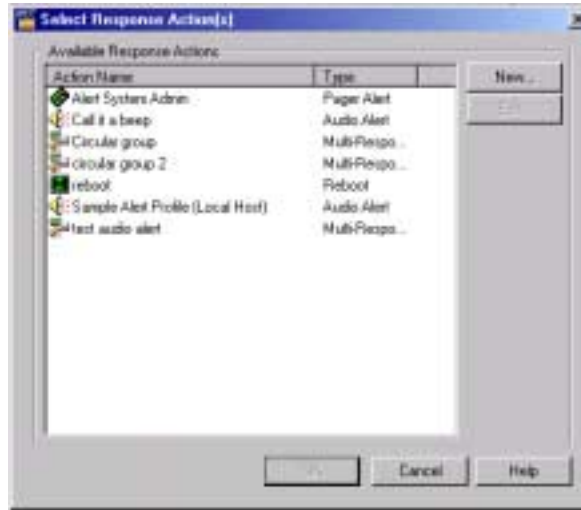 Select Response Action(s)
Available Response Actions
Action Name Type
New...
Alert System Admin Pager Alert
Edit...
Call it a beep Audio Alert
Circular group Multi-Respo...
circular group 2 Multi-Respo...
reboot Reboot
Sample Alert Profile (Local Host) Audio Alert
test audio alert Multi-Respo...
Cancel Help